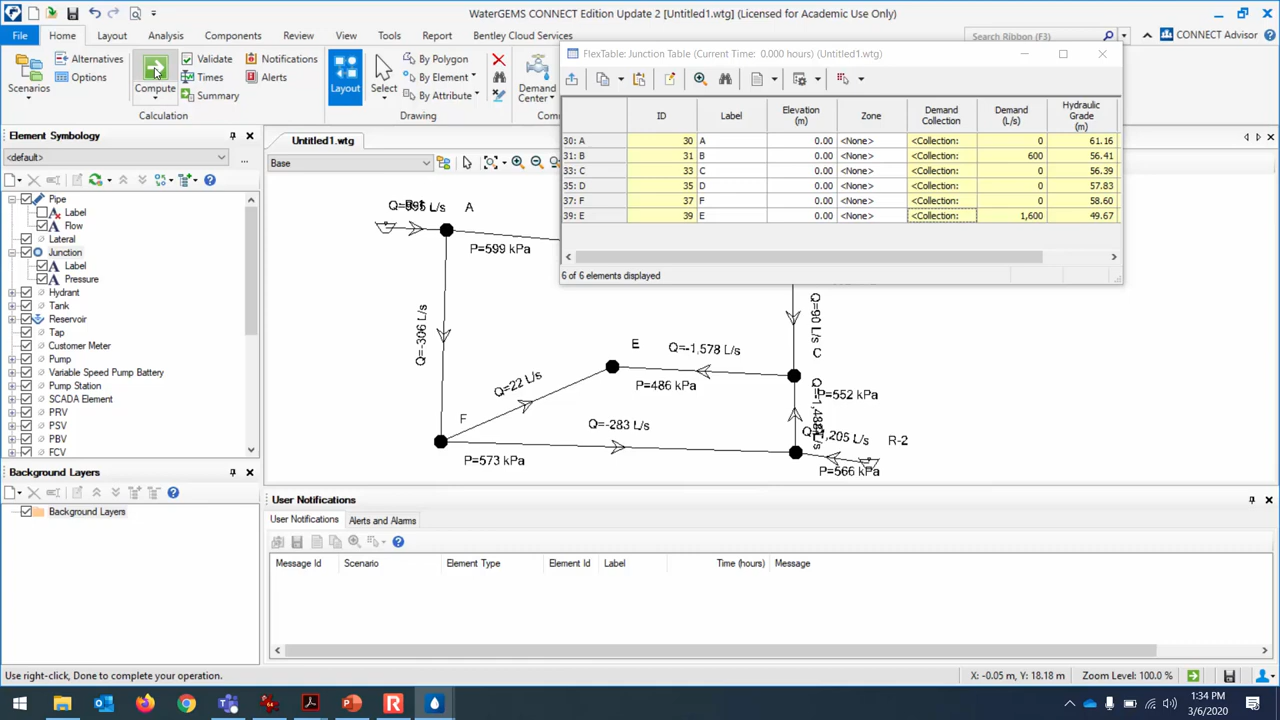 WaterGEMS CONNECT Edition Update 2 [Untitled1.wtg] (Licensed for Academic Use Only)
File Home Layout Analysis Components Review View Tools Report Bentley Cloud Services
Search Ribbon (F3)
CONNECT Advisor
Scenarios
Alternatives
Options
Compute
Validate
Times
Summary
Notifications
Alerts
Calculation
Layout
Select
By Polygon
By Element
By Attribute
Drawing
Demand
Center
FlexTable: Junction Table (Current Time: 0.000 hours) (Untitled1.wtg)
ID Label Elevation (m) Zone Demand Collection Demand (L/s) Hydraulic Grade (m)
30: A 30 A 0.00 <None> <Collection: 0 61.16
31: B 31 B 0.00 <None> <Collection: 600 56.41
33: C 33 C 0.00 <None> <Collection: 0 56.39
35: D 35 D 0.00 <None> <Collection: 0 57.83
37: F 37 F 0.00 <None> <Collection: 0 58.60
39: E 39 E 0.00 <None> <Collection: 1,600 49.67
6 of 6 elements displayed
Element Symbology
<default>
...
Pipe
Label
Flow
Lateral
Junction
Label
Pressure
Hydrant
Tank
Reservoir
Tap
Customer Meter
Pump
Variable Speed Pump Battery
Pump Station
SCADA Element
PRV
PSV
PBV
FCV
Background Layers
Background Layers
Untitled1.wtg
Base
A
P=599 kPa
Q=-306 L/s
Q=90 L/s
E
Q=-1,578 L/s
C
P=486 kPa
P=552 kPa
Q=22 L/s
F
Q=-283 L/s
R-2
P=573 kPa
P=566 kPa
User Notifications
User Notifications Alerts and Alarms
Message Id Scenario Element Type Element Id Label Time (hours) Message
Use right-click, Done to complete your operation.
X: -0.05 m, Y: 18.18 m Zoom Level: 100.0 %
1:34 PM
3/6/2020